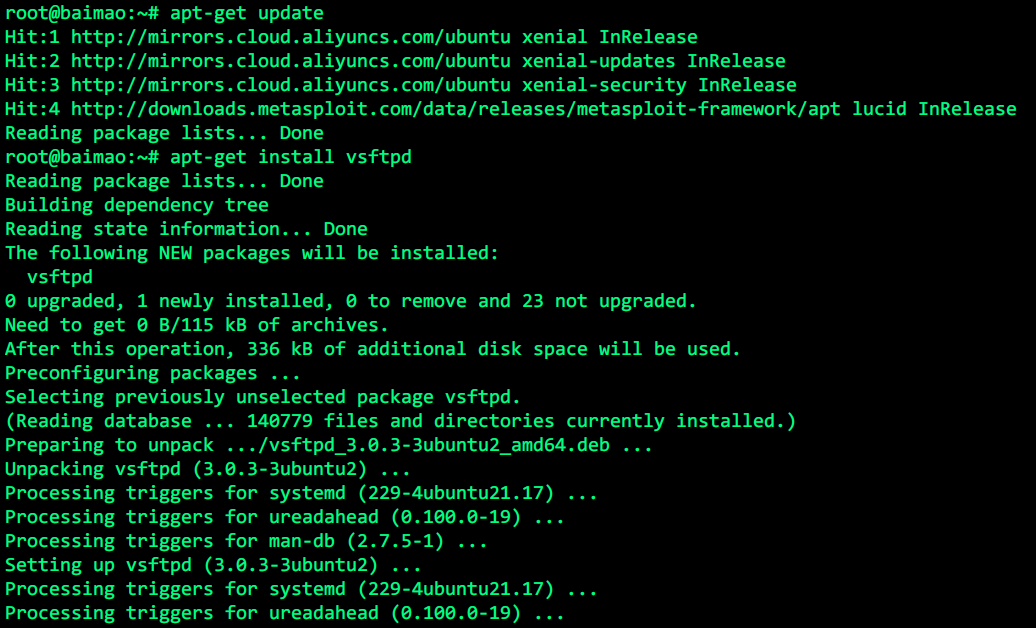 root@baimao:~# apt-get update
Hit:1 http://mirrors.cloud.aliyuncs.com/ubuntu xenial InRelease
Hit:2 http://mirrors.cloud.aliyuncs.com/ubuntu xenial-updates InRelease
Hit:3 http://mirrors.cloud.aliyuncs.com/ubuntu xenial-security InRelease
Hit:4 http://downloads.metasploit.com/data/releases/metasploit-framework/apt lucid InRelease
Reading package lists... Done
root@baimao:~# apt-get install vsftpd
Reading package lists... Done
Building dependency tree
Reading state information... Done
The following NEW packages will be installed:
  vsftpd
0 upgraded, 1 newly installed, 0 to remove and 23 not upgraded.
Need to get 0 B/115 kB of archives.
After this operation, 336 kB of additional disk space will be used.
Preconfiguring packages ...
Selecting previously unselected package vsftpd.
(Reading database ... 140779 files and directories currently installed.)
Preparing to unpack .../vsftpd_3.0.3-3ubuntu2_amd64.deb ...
Unpacking vsftpd (3.0.3-3ubuntu2) ...
Processing triggers for systemd (229-4ubuntu21.17) ...
Processing triggers for ureadahead (0.100.0-19) ...
Processing triggers for man-db (2.7.5-1) ...
Setting up vsftpd (3.0.3-3ubuntu2) ...
Processing triggers for systemd (229-4ubuntu21.17) ...
Processing triggers for ureadahead (0.100.0-19) ...